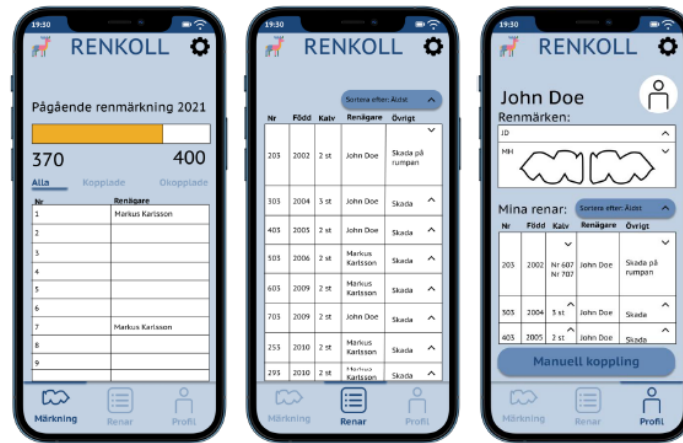 19:30
RENKOLL
Pågående renmärkning 2021
370 400
Alla Kopplade Okopplade
Nr Renägare
1 Markus Karlsson
2
3
4
5
6
7 Markus Karlsson
8
9
Märkning Renar Profil
19:30
RENKOLL
Sortera efter: Äldst
Nr Född Kalv Renägare Övrigt
203 2002 2 st John Doe Skada på
rumpan
303 2004 3 st John Doe Skada
403 2005 2 st John Doe Skada
503 2006 2 st Markus
Karlsson Skada
603 2009 2 st Markus
Karlsson Skada
703 2009 2 st John Doe Skada
253 2010 2 st Markus
Karlsson Skada
293 2010 2 st Markus
Karlsson Skada
Märkning Renar Profil
19:30
RENKOLL
John Doe
Renmärken:
JD
MH
Mina renar: Sortera efter: Äldst
Nr Född Kalv Renägare Övrigt
203 2002 Nr 607
Nr 707 John Doe Skada på
rumpan
303 2004 3 st John Doe Skada
403 2005 2 st John Doe Skada
Manuell koppling
Märkning Renar Profil